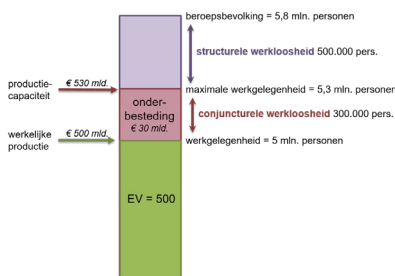 beroepsbevolking = 5,8 mln. personen
structurele werkloosheid 500.000 pers.
productie-
capaciteit
€ 530 mld.
maximale werkgelegenheid = 5,3 mln. personen
onder-
besteding
€ 30 mld.
conjuncturele werkloosheid 300.000 pers.
werkelijke
productie
€ 500 mld.
werkgelegenheid = 5 mln. personen
EV = 500